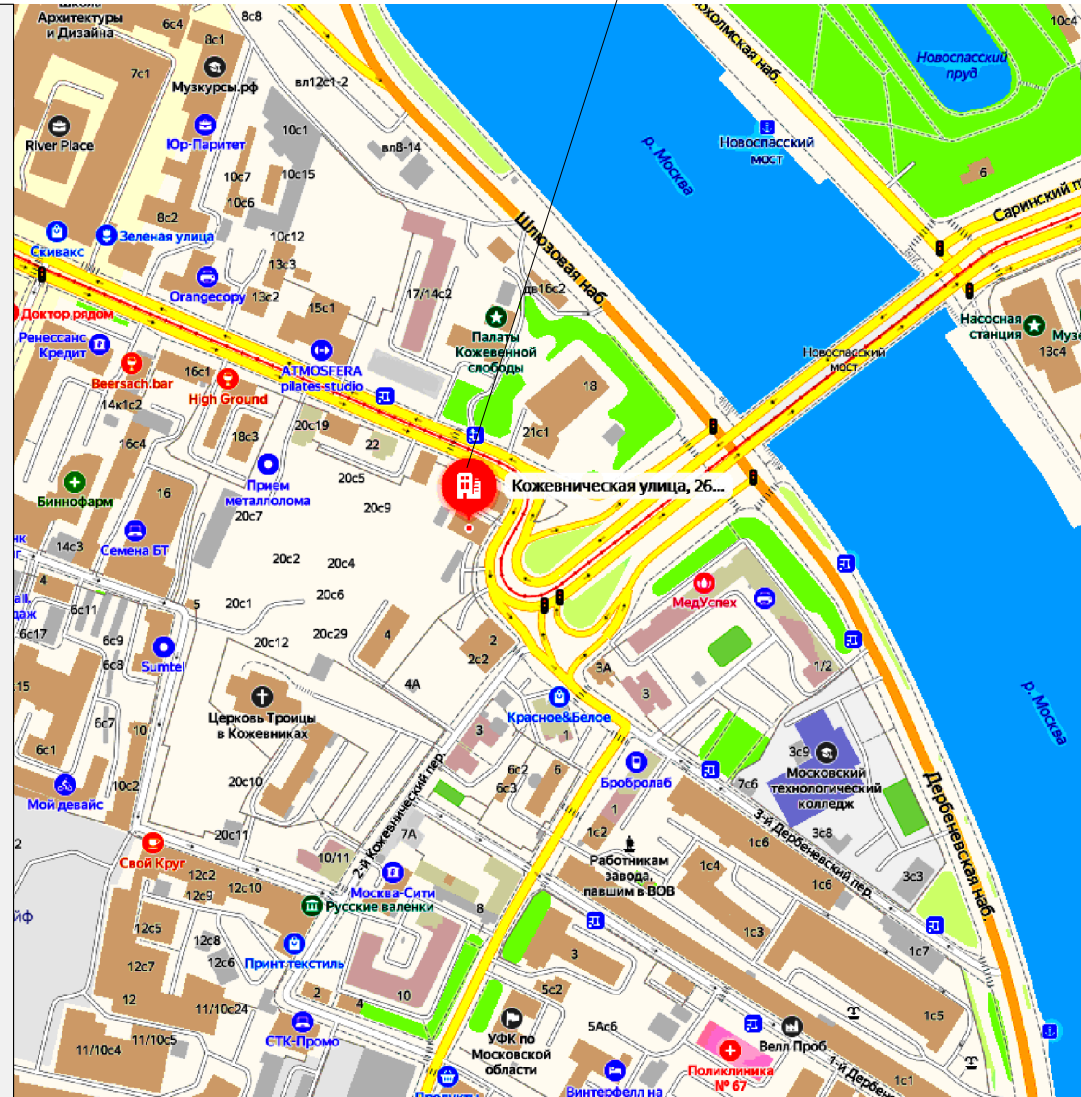 Школа
Архитектуры
и Дизайна
6с4
8с8
8с1
7с1
Музкурсы.рф
вл12с1-2
10с4
Новоспасский
пруд
River Place
Юр-Паритет
10с1
вл8-14
р. Москва
Новоспасский
мост
10с7
10с15
10с6
6
8с2
Саринский
Скивакс
Зеленая улица
10с12
13с3
Шлюзовая наб.
Orangecopy
13с2
15с1
17/14с2
дв16с2
Доктор рядом
Палаты
Кожевенной
слободы
Насосная
станция
13с4
Ренессанс
Кредит
Новоспасский
мост
Beersach.bar
16с1
High Ground
ATMOSFERA
pilates studio
18
14к1с2
16с4
18с3
20с19
22
21с1
Биннофарм
16
Прием
металлолома
20с5
20с9
Кожевническая улица, 26...
20с7
14с3
Семена БТ
20с2
20с4
4
6с11
5
20с1
20с6
МедУспех
6с17
6с9
6с8
Sumtel
20с12
20с29
4
2
2с2
3А
1/2
15
4А
3
р. Москва
6с7
10
Церковь Троицы
в Кожевниках
Красное&Белое
3
1
6с1
3с9
Московский
технологический
колледж
Мой девайс
10с2
20с10
2-й Кожевнический пер.
6с2
6
6с3
Бробролаб
7с6
Дербеневская наб.
20с11
7А
1
1с2
3-й Дербеневский пер.
3с8
Свой Круг
10/11
1с6
12с2
12с9
12с10
Москва-Сити
Работникам
завода,
павшим в ВОВ
1с4
1с6
3с3
Русские валенки
8
12с5
12с8
12с6
1с3
1с7
12с7
Принт текстиль
3
12
11/10с24
2
4
10
5с2
11/10с4
11/10с5
СТК-Промо
УФК по
Московской
области
5Ас6
Велл Проб
1с5
Поликлиника
№ 67
1с1
Продукты
Винтерфелл на